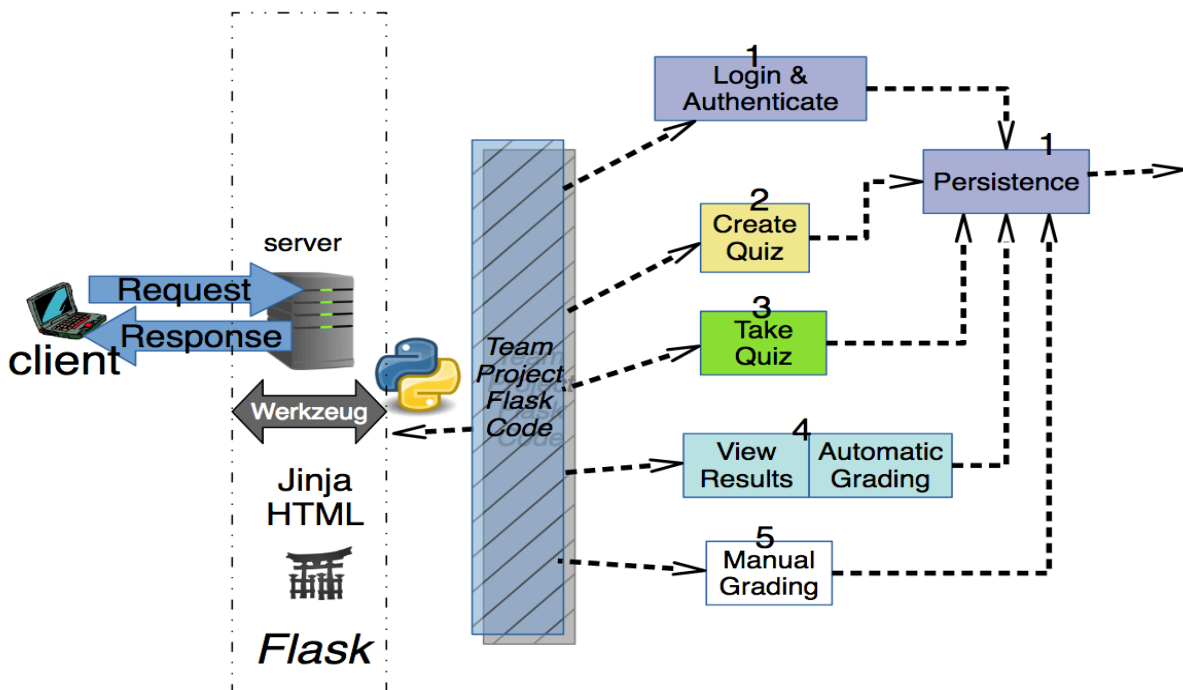 server
Request
Response
client
Werkzeug
Jinja
HTML
Flask
Team
Project
Flask
Code
1
Login &
Authenticate
1
Persistence
2
Create
Quiz
3
Take
Quiz
4
View
Results
Automatic
Grading
5
Manual
Grading